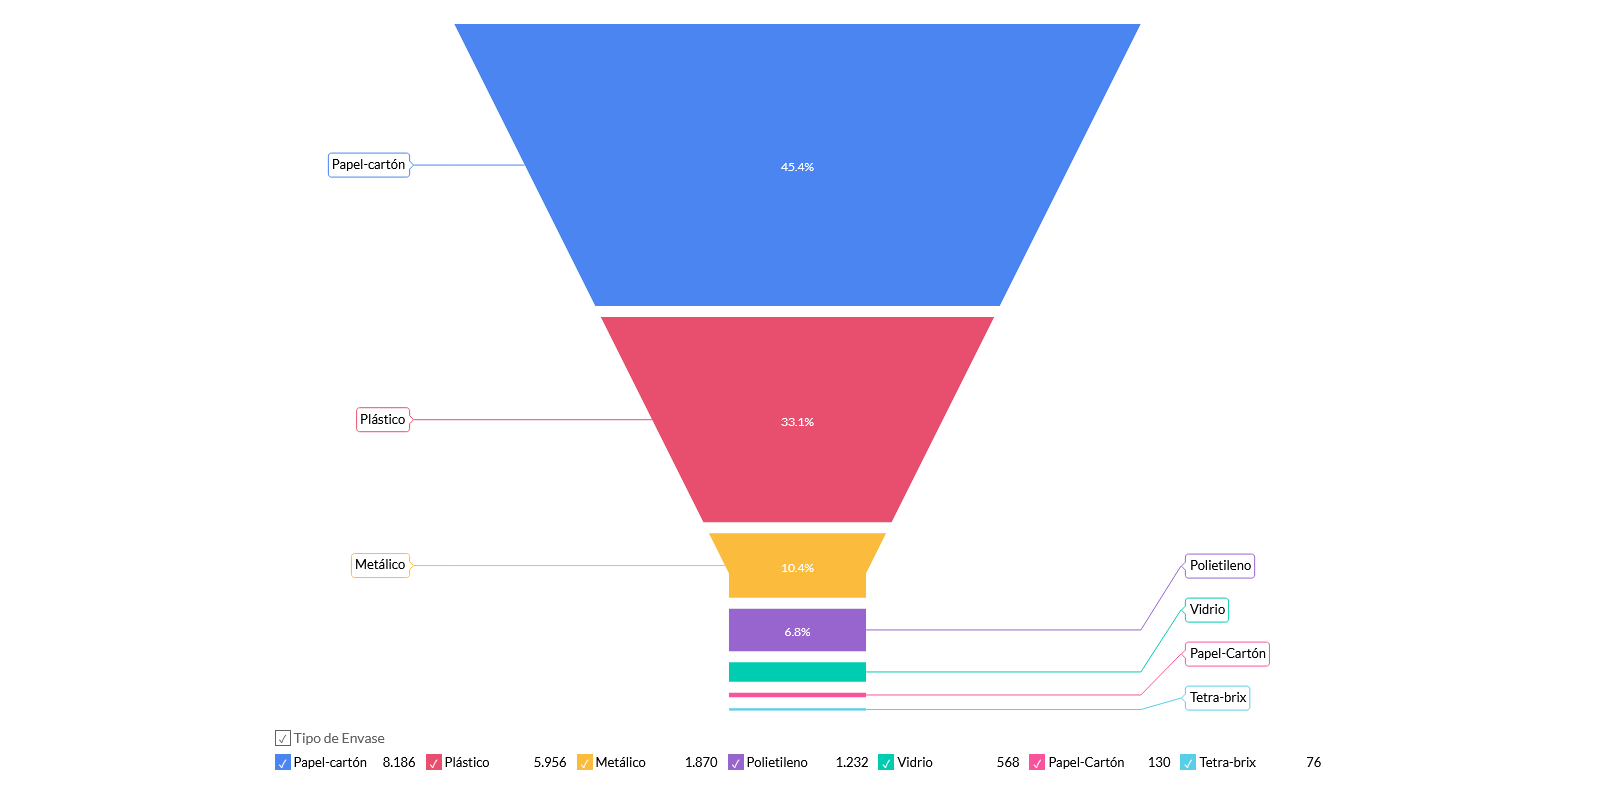 45.4%
Papel-cartón
33.1%
Plástico
10.4%
Metálico
Polietileno
Vidrio
6.8%
Papel-Cartón
Tetra-brix
Tipo de Envase
Papel-cartón 8.186 Plástico 5.956 Metálico 1.870 Polietileno 1.232 Vidrio 568 Papel-Cartón 130 Tetra-brix 76